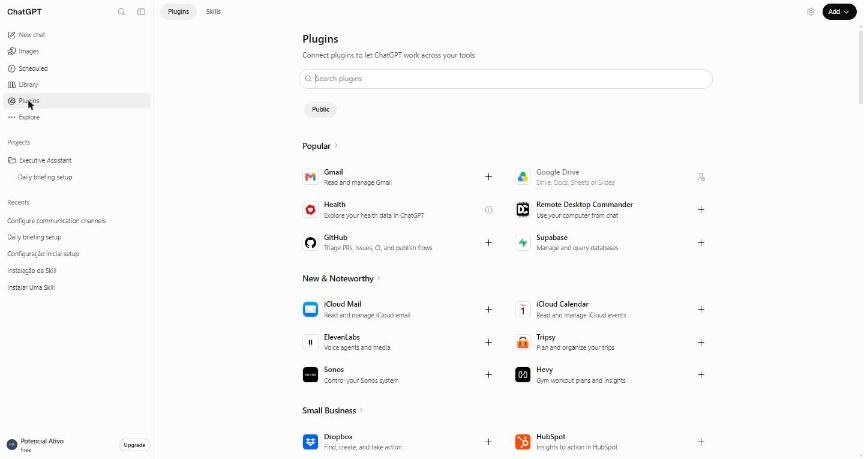 ChatGPT
New chat
Images
Scheduled
Library
Plugins
Explore
Projects
Executive Assistant
Daily briefing setup
Recents
Configure communication channels
Daily briefing setup
Configuração inicial setup
Instalação da Skill
Instalar Uma Skill
Potencial Ativo
Free
Upgrade
Plugins
Skills
Add
Plugins
Connect plugins to let ChatGPT work across your tools
Search plugins
Public
Popular
Gmail
Read and manage Gmail
Google Drive
Drive, Docs, Sheets or Slides
Health
Explore your health data in ChatGPT
Remote Desktop Commander
Use your computer from chat
GitHub
Triage PRs, issues, CI, and publish flows
Supabase
Manage and query databases
New & Noteworthy
iCloud Mail
Read and manage iCloud email
iCloud Calendar
Read and manage iCloud events
ElevenLabs
Voice agents and media
Tripsy
Plan and organize your trips
Sonos
Control your Sonos system
Hevy
Gym workout plans and insights
Small Business
Dropbox
Find, create, and take action
HubSpot
Insights to action in HubSpot